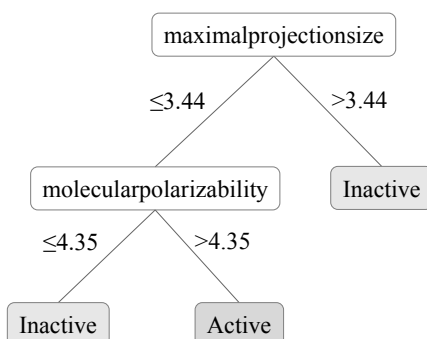 maximalprojectionsize
≤3.44
>3.44
molecularpolarizability
Inactive
≤4.35
>4.35
Inactive
Active